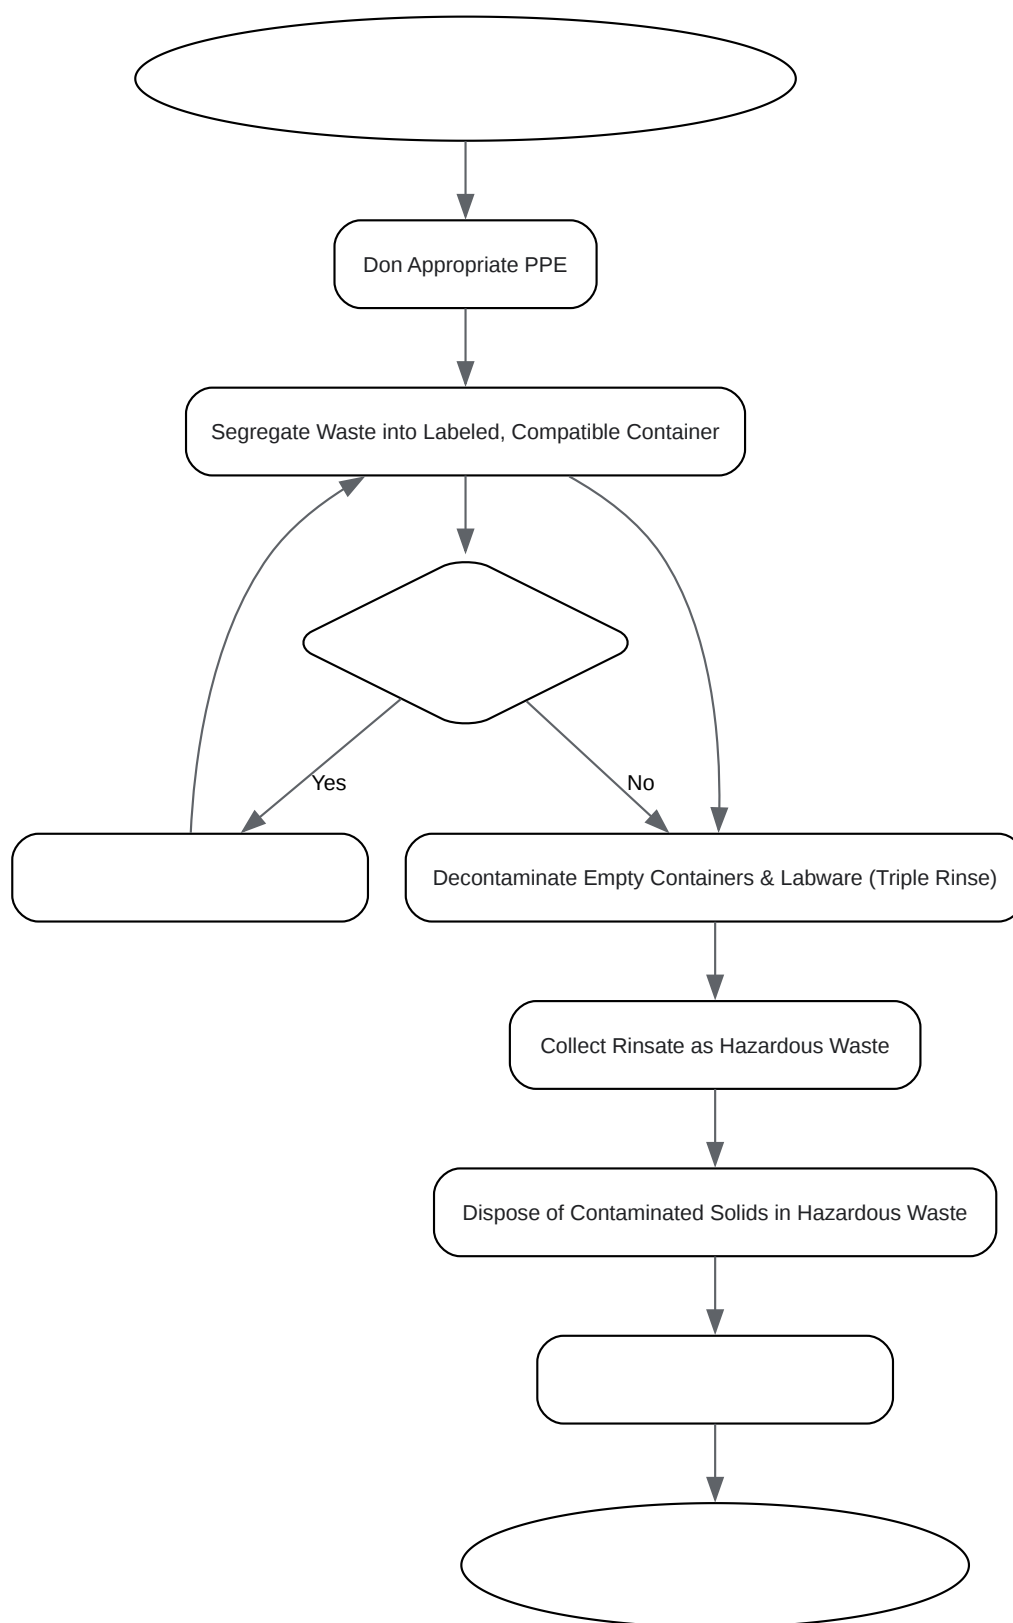 Don Appropriate PPE
Segregate Waste into Labeled, Compatible Container
Yes
No
Decontaminate Empty Containers & Labware (Triple Rinse)
Collect Rinsate as Hazardous Waste
Dispose of Contaminated Solids in Hazardous Waste